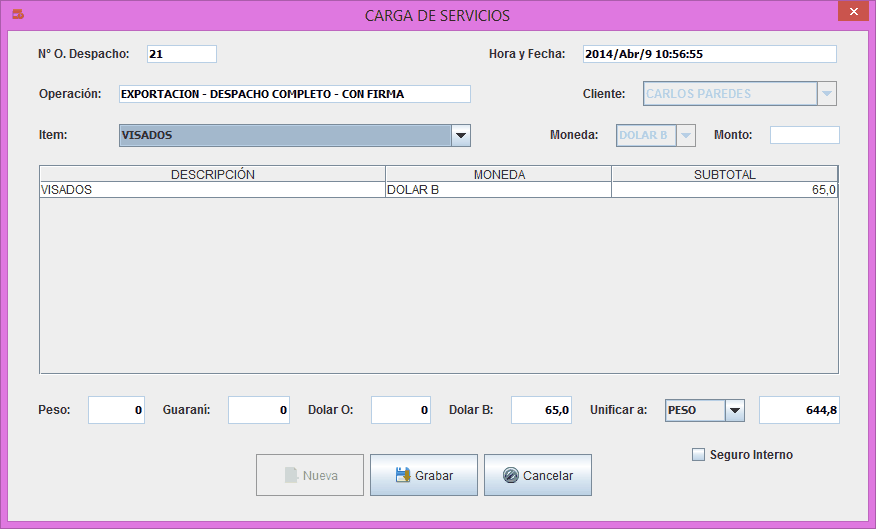 CARGA DE SERVICIOS
N° O. Despacho: 21 Hora y Fecha: 2014/Abr/9 10:56:55
Operación: EXPORTACION - DESPACHO COMPLETO - CON FIRMA Cliente: CARLOS PAREDES
Item: VISADOS Moneda: DOLAR B Monto:
DESCRIPCIÓN MONEDA SUBTOTAL
VISADOS DOLAR B 65,0
Peso: 0 Guaraní: 0 Dolar O: 0 Dolar B: 65,0 Unificar a: PESO 644,8
Seguro Interno
Nueva Grabar Cancelar